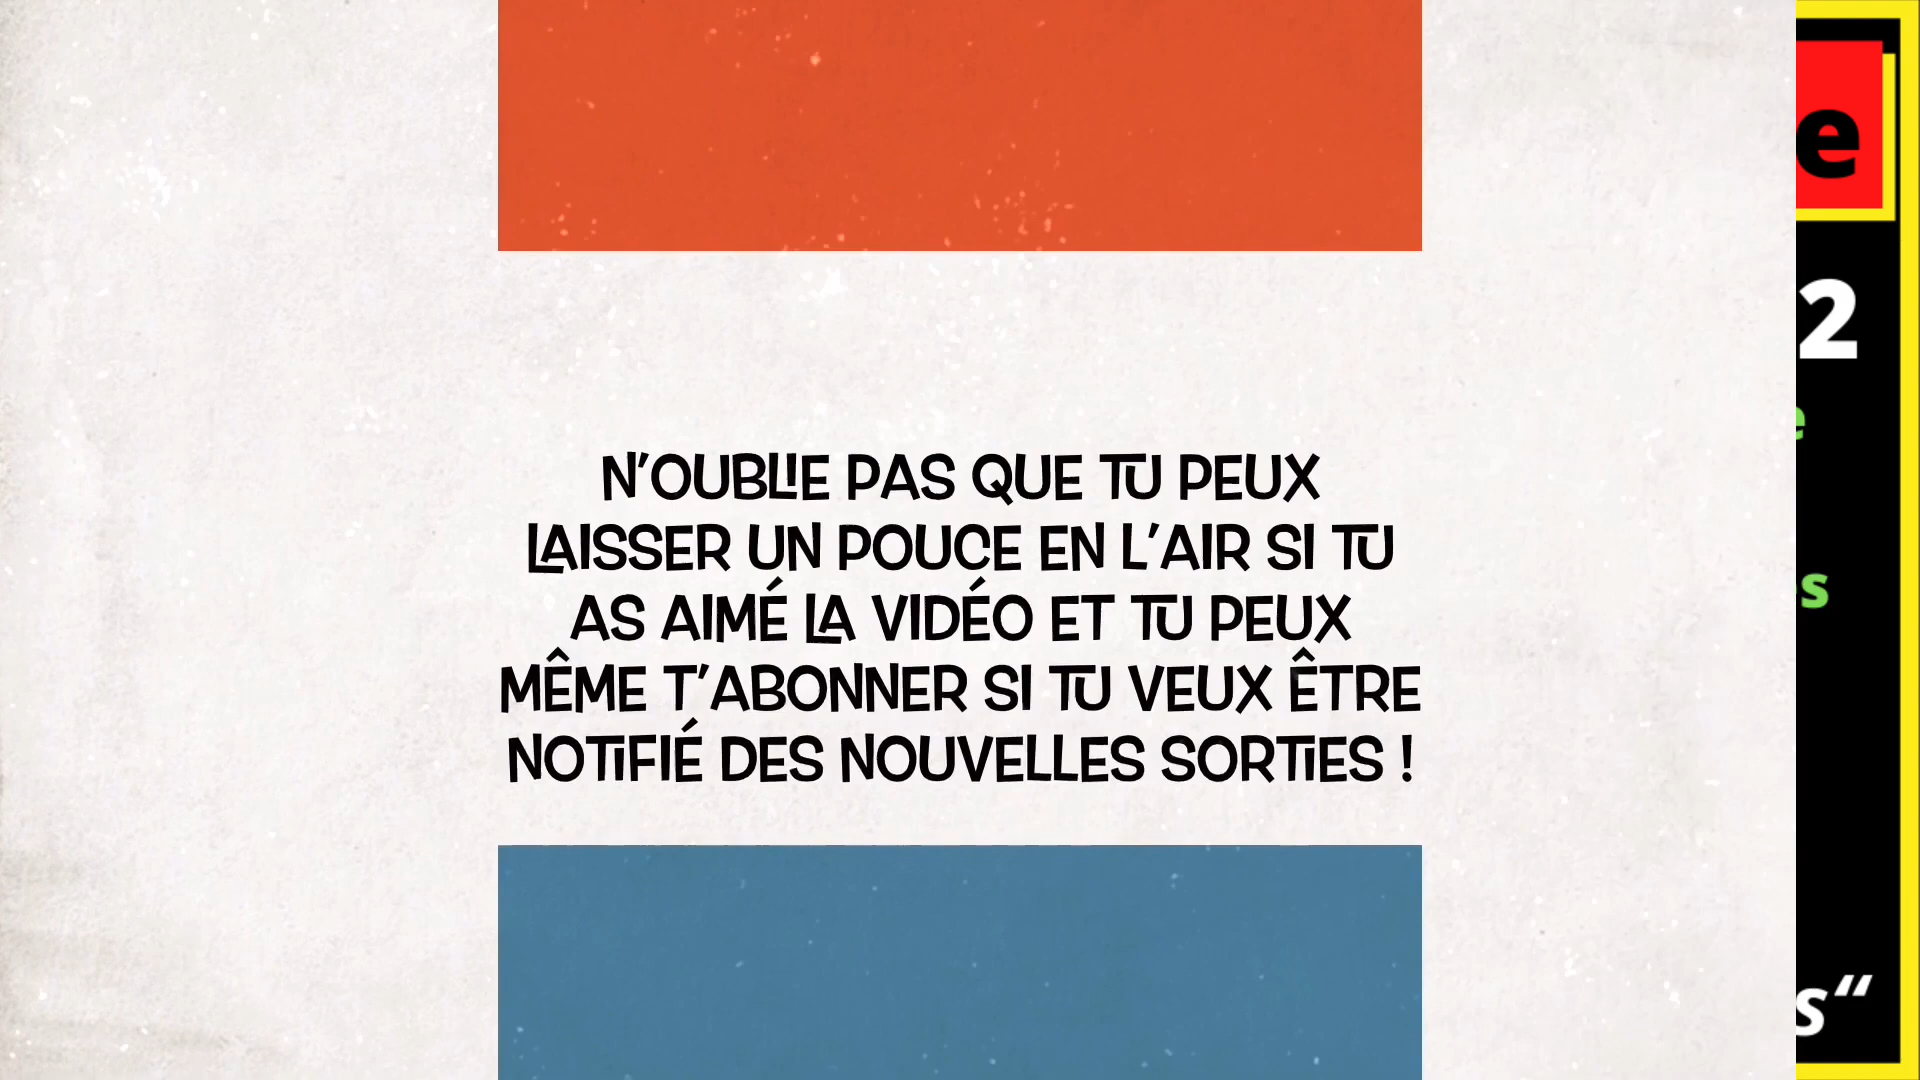 N'OUBLIE PAS QUE TU PEUX
LAISSER UN POUCE EN L'AIR SI TU
AS AIMÉ LA VIDÉO ET TU PEUX
MÊME T'ABONNER SI TU VEUX ÊTRE
NOTIFIÉ DES NOUVELLES SORTIES !
e
2
e
s
s“